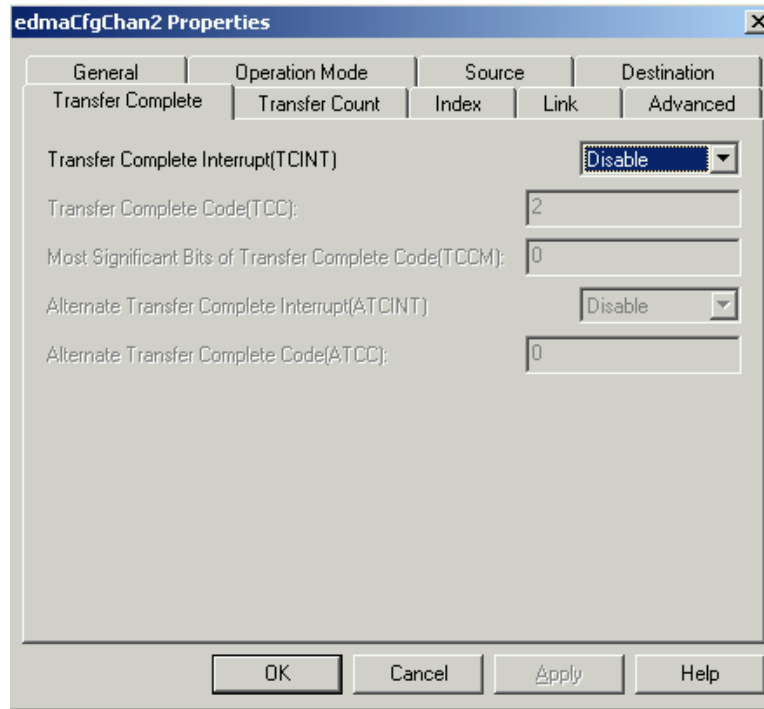 edmaCfgChan2 Properties
General Operation Mode Source Destination
Transfer Complete Transfer Count Index Link Advanced
Transfer Complete Interrupt(TCINT) Disable
Transfer Complete Code(TCC): 2
Most Significant Bits of Transfer Complete Code(TCCM): 0
Alternate Transfer Complete Interrupt(ATCINT) Disable
Alternate Transfer Complete Code(ATCC): 0
OK Cancel Apply Help